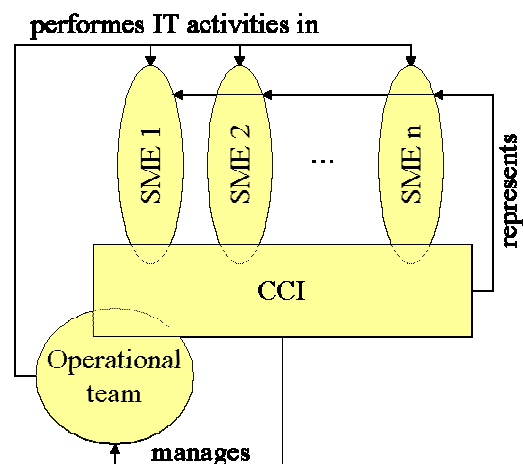 performes IT activities in
SME 1
SME 2
...
SME n
represents
CCI
Operational
team
manages